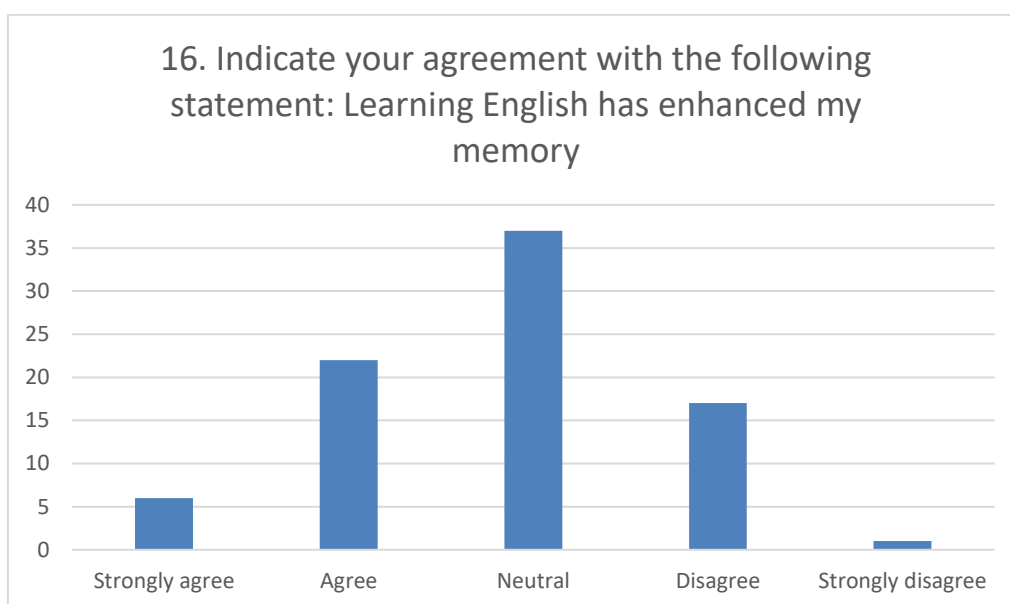 16. Indicate your agreement with the following
statement: Learning English has enhanced my
memory
40
35
30
25
20
15
10
5
0
Strongly agree Agree Neutral Disagree Strongly disagree